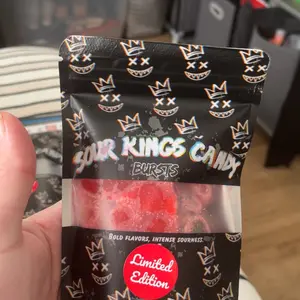 SOUR KINGS CANDY
BURSTS
BOLD FLAVORS, INTENSE SOURNESS
Limited
Edition